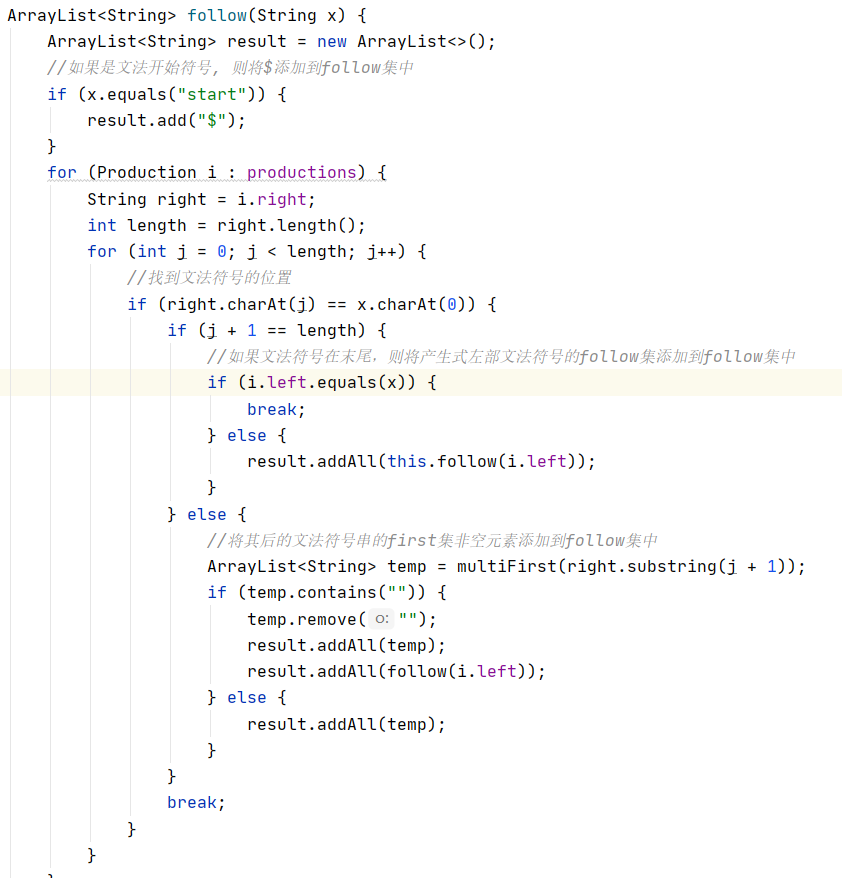 ArrayList<String> follow(String x) {
    ArrayList<String> result = new ArrayList<>();
    //如果是文法开始符号, 则将$添加到follow集中
    if (x.equals("start")) {
        result.add("$");
    }
    for (Production i : productions) {
        String right = i.right;
        int length = right.length();
        for (int j = 0; j < length; j++) {
            //找到文法符号的位置
            if (right.charAt(j) == x.charAt(0)) {
                if (j + 1 == length) {
                    //如果文法符号在末尾，则将产生式左部文法符号的follow集添加到follow集中
                    if (i.left.equals(x)) {
                        break;
                    } else {
                        result.addAll(this.follow(i.left));
                    }
                } else {
                    //将其后的文法符号串的first集非空元素添加到follow集中
                    ArrayList<String> temp = multiFirst(right.substring(j + 1));
                    if (temp.contains("")) {
                        temp.remove( o: "");
                        result.addAll(temp);
                        result.addAll(follow(i.left));
                    } else {
                        result.addAll(temp);
                    }
                }
                break;
            }
        }